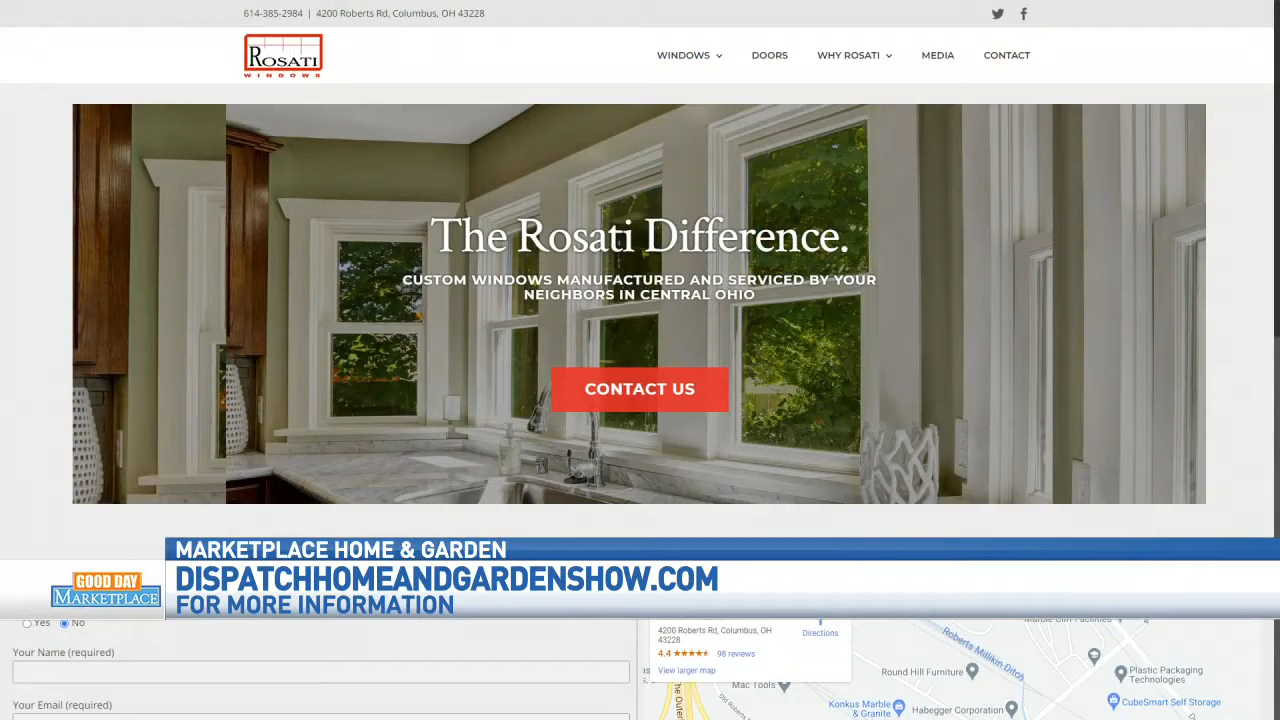 614-385-2984 | 4200 Roberts Rd, Columbus, OH 43228
ROSATI
WINDOWS
WINDOWS
DOORS
WHY ROSATI
MEDIA
CONTACT
The Rosati Difference.
CUSTOM WINDOWS MANUFACTURED AND SERVICED BY YOUR
NEIGHBORS IN CENTRAL OHIO
CONTACT US
MARKETPLACE HOME & GARDEN
GOOD DAY
MARKETPLACE
DISPATCHHOMEANDGARDENSHOW.COM
FOR MORE INFORMATION
Yes No
Your Name (required)
Your Email (required)
4200 Roberts Rd, Columbus, OH
43228
Directions
4.4 ★★★★★ 98 reviews
View larger map
Mac Tools
Roberts Millikin Ditch
Round Hill Furniture
Plastic Packaging
Technologies
Konkus Marble
& Granite
Habegger Corporation
CubeSmart Self Storage